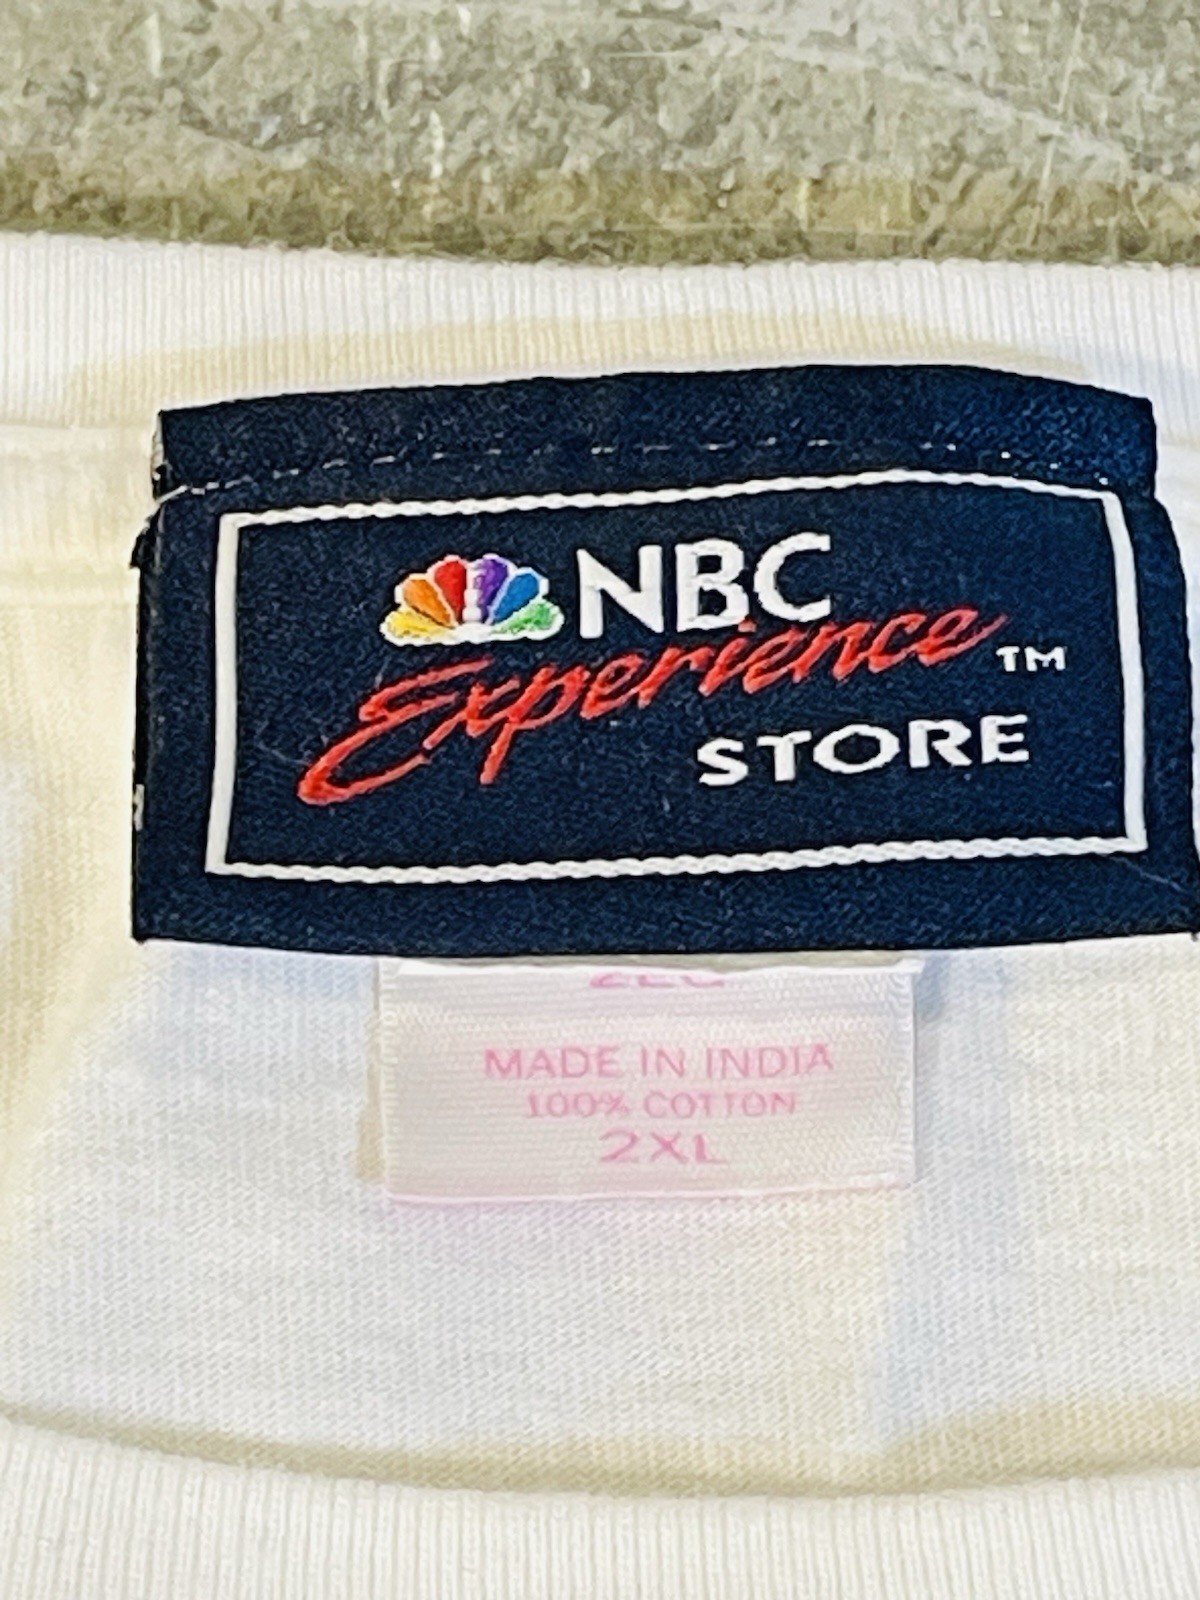 NBC
Experience™
STORE
MADE IN INDIA
100% COTTON
2XL